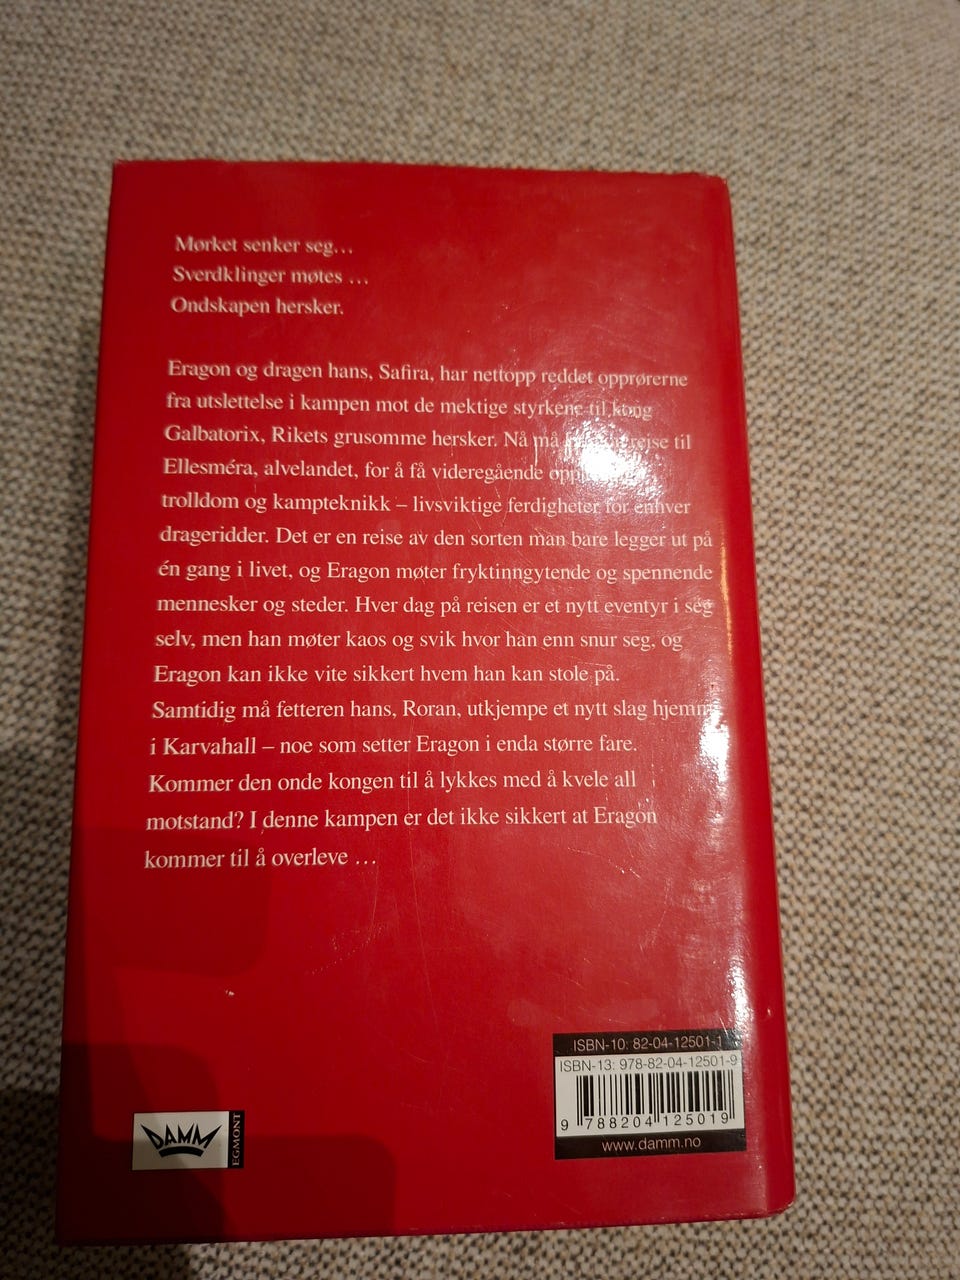 Mørket senker seg…
Sverdklinger møtes …
Ondskapen hersker.
Eragon og dragen hans, Safira, har nettopp reddet opprørerne
fra utslettelse i kampen mot de mektige styrkene til kong
Galbatorix, Rikets grusomme hersker. Nå må reise til
Ellesméra, alvelandet, for å få videregående
trolldom og kampteknikk – livsviktige ferdigheter for enhver
drageridder. Det er en reise av den sorten man bare legger ut på
én gang i livet, og Eragon møter fryktinngytende og spennende
mennesker og steder. Hver dag på reisen er et nytt eventyr i seg
selv, men han møter kaos og svik hvor han enn snur seg, og
Eragon kan ikke vite sikkert hvem han kan stole på.
Samtidig må fetteren hans, Roran, utkjempe et nytt slag hjemme
i Karvahall – noe som setter Eragon i enda større fare.
Kommer den onde kongen til å lykkes med å kvele all
motstand? I denne kampen er det ikke sikkert at Eragon
kommer til å overleve …
ISBN-10: 82-04-12501-1
ISBN-13: 978-82-04-12501-9
9 788204 125019
www.damm.no
DAMM
EGMONT